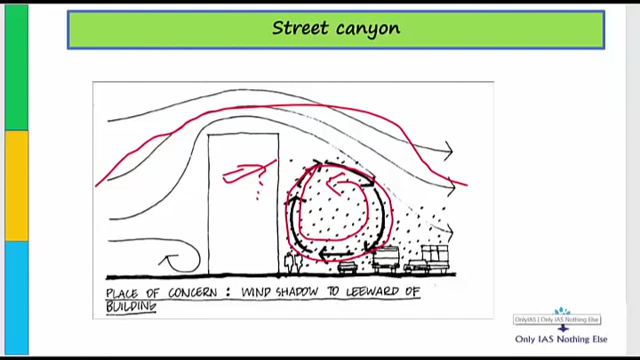 Street canyon
PLACE OF CONCERN : WIND SHADOW TO LEEWARD OF
BUILDING
OnlyIAS | Only IAS Nothing Else
Only IAS Nothing Else